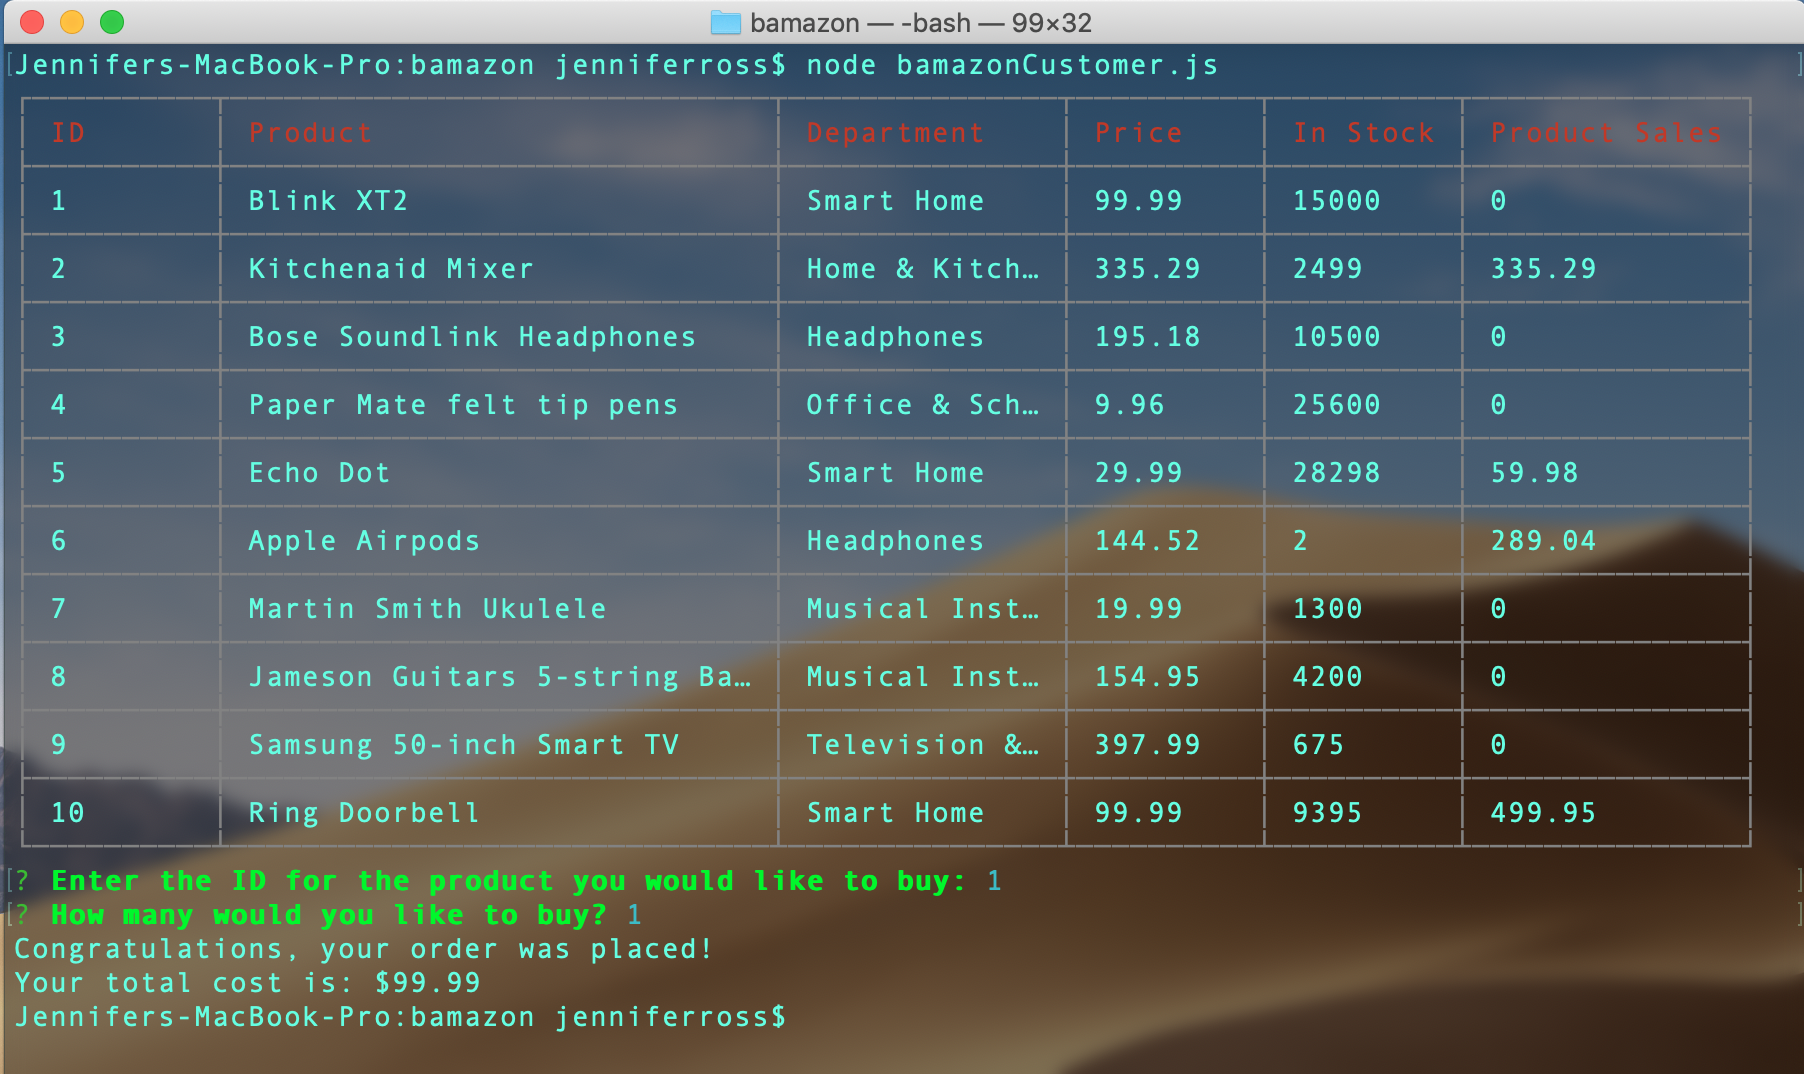 bamazon — -bash — 99×32
Jennifers-MacBook-Pro:bamazon jenniferross$ node bamazonCustomer.js
ID Product Department Price In Stock Product Sales
1 Blink XT2 Smart Home 99.99 15000 0
2 Kitchenaid Mixer Home & Kitch… 335.29 2499 335.29
3 Bose Soundlink Headphones Headphones 195.18 10500 0
4 Paper Mate felt tip pens Office & Sch… 9.96 25600 0
5 Echo Dot Smart Home 29.99 28298 59.98
6 Apple Airpods Headphones 144.52 2 289.04
7 Martin Smith Ukulele Musical Inst… 19.99 1300 0
8 Jameson Guitars 5-string Ba… Musical Inst… 154.95 4200 0
9 Samsung 50-inch Smart TV Television &… 397.99 675 0
10 Ring Doorbell Smart Home 99.99 9395 499.95
? Enter the ID for the product you would like to buy: 1
? How many would you like to buy? 1
Congratulations, your order was placed!
Your total cost is: $99.99
Jennifers-MacBook-Pro:bamazon jenniferross$